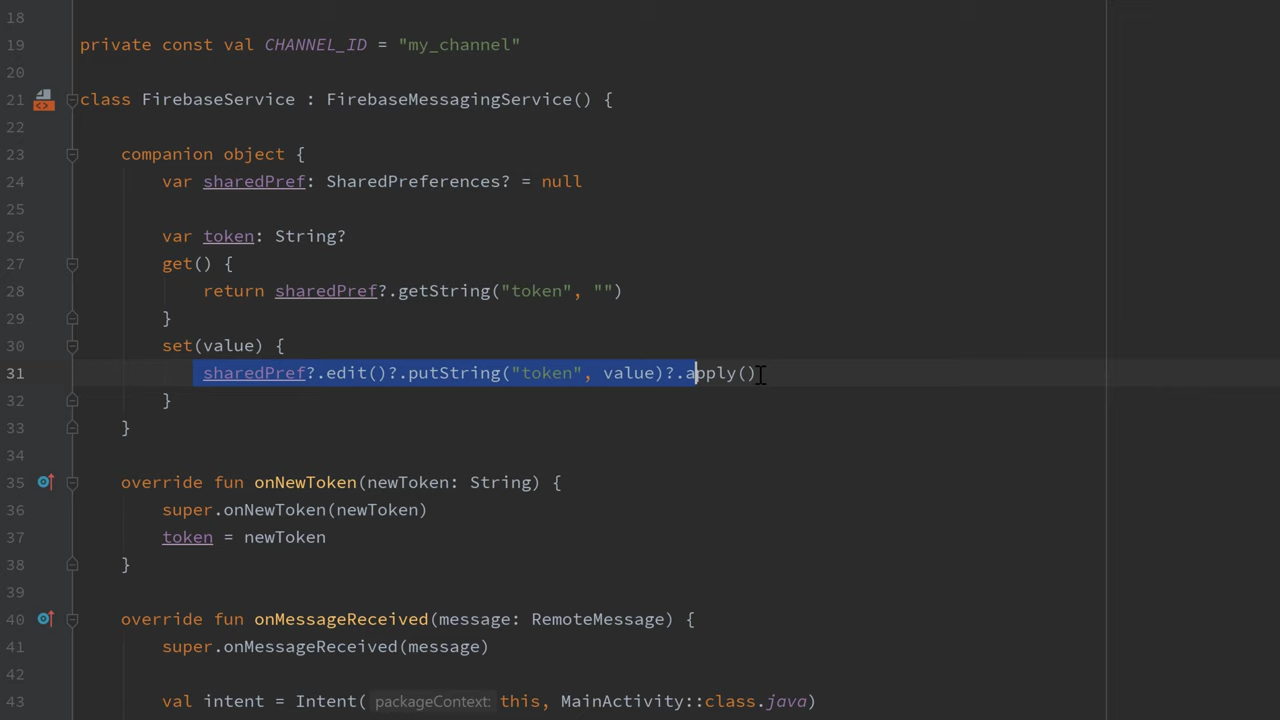 18
19 private const val CHANNEL_ID = "my_channel"
20
21 class FirebaseService : FirebaseMessagingService() {
22
23 companion object {
24 var sharedPref: SharedPreferences? = null
25
26 var token: String?
27 get() {
28 return sharedPref?.getString("token", "")
29 }
30 set(value) {
31 sharedPref?.edit()?.putString("token", value)?.apply()
32 }
33 }
34
35 override fun onNewToken(newToken: String) {
36 super.onNewToken(newToken)
37 token = newToken
38 }
39
40 override fun onMessageReceived(message: RemoteMessage) {
41 super.onMessageReceived(message)
42
43 val intent = Intent( packageContext: this, MainActivity::class.java)